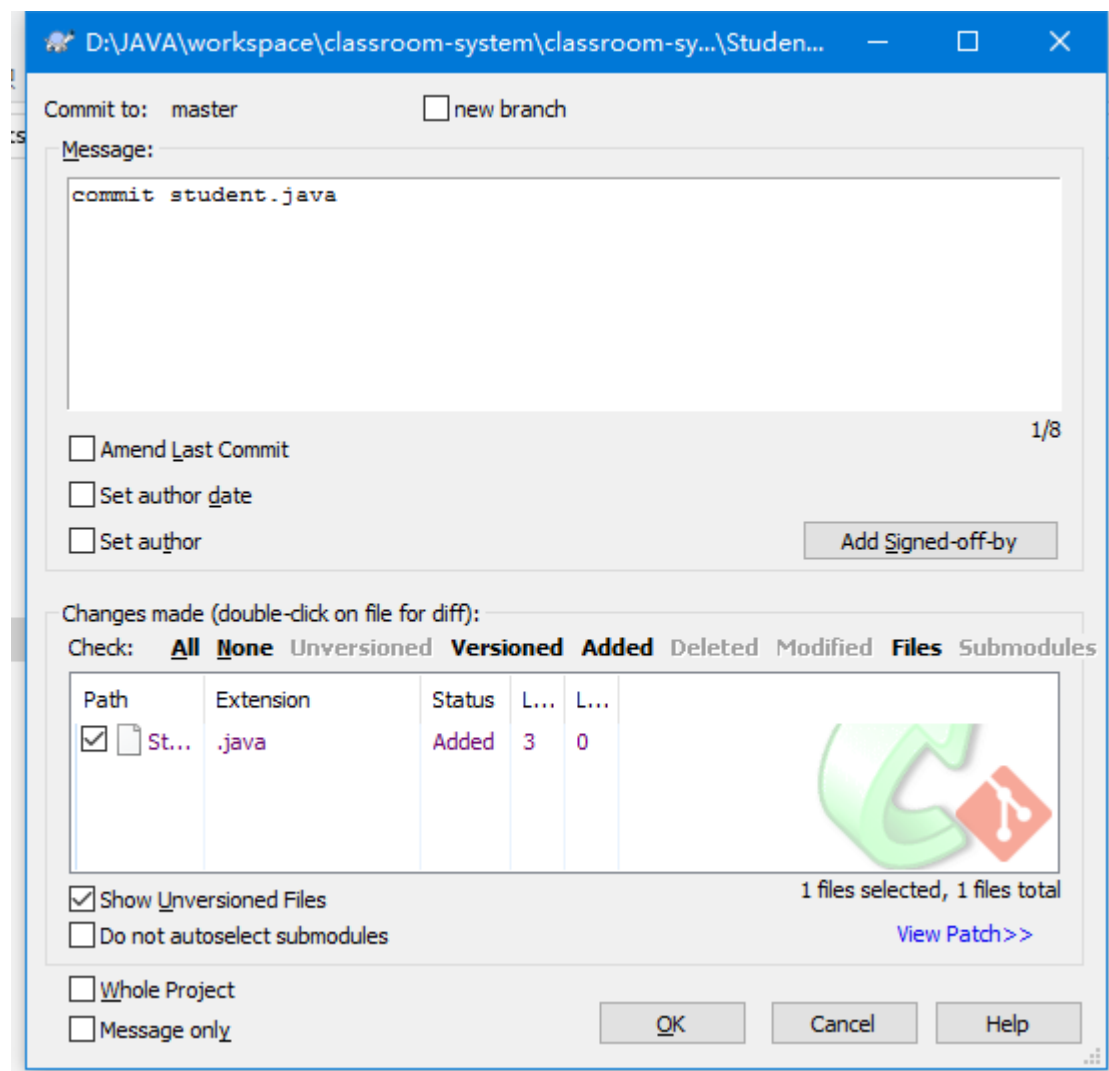 D:\JAVA\workspace\classroom-system\classroom-sy...\Studen...
Commit to: master new branch
cs
Message:
commit student.java
1/8
Amend Last Commit
Set author date
Set author
Add Signed-off-by
Changes made (double-click on file for diff):
Check: All None Unversioned Versioned Added Deleted Modified Files Submodules
Path Extension Status L... L...
St... .java Added 3 0
Show Unversioned Files
1 files selected, 1 files total
Do not autoselect submodules
View Patch>>
Whole Project
Message only
OK Cancel Help